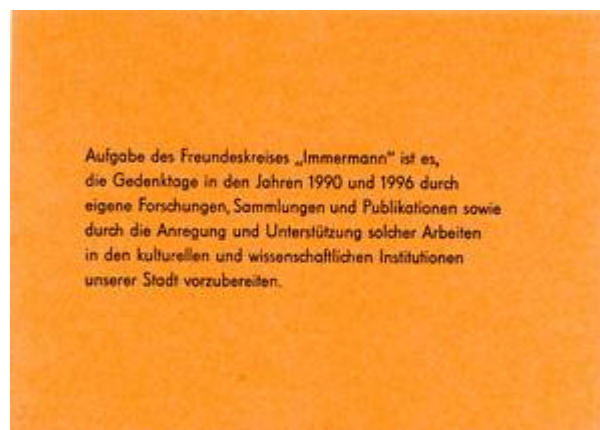 Aufgabe des Freundeskreises „Immermann“ ist es,
die Gedenktage in den Jahren 1990 und 1996 durch
eigene Forschungen, Sammlungen und Publikationen sowie
durch die Anregung und Unterstützung solcher Arbeiten
in den kulturellen und wissenschaftlichen Institutionen
unserer Stadt vorzubereiten.